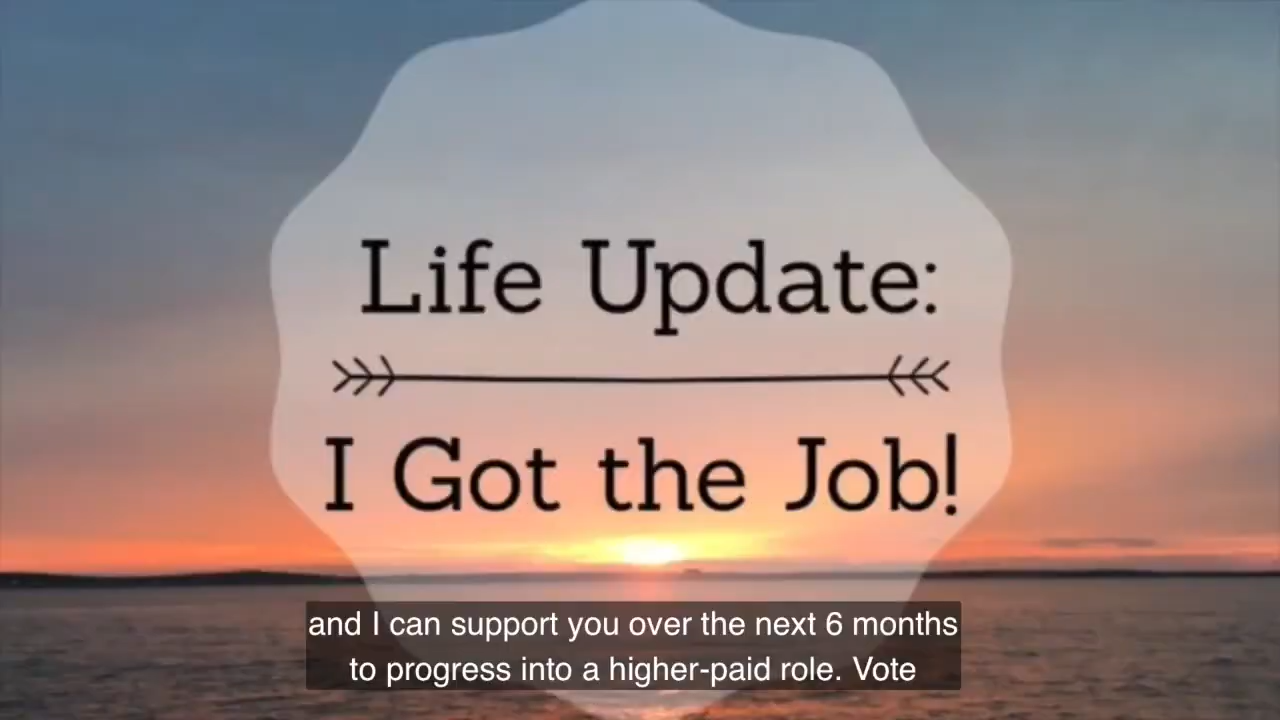 Life Update:
I Got the Job!
and I can support you over the next 6 months
to progress into a higher-paid role. Vote